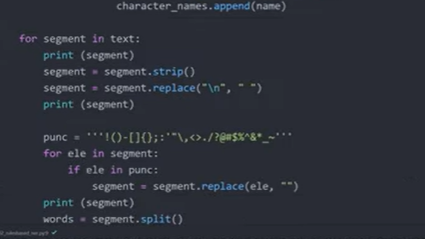 character_names.append(name)
for segment in text:
print (segment)
segment = segment.strip()
segment = segment.replace("\n", " ")
print (segment)
punc = '''!()-[]{};:'"\,<>./?@#$%^&*_~'''
for ele in segment:
if ele in punc:
segment = segment.replace(ele, "")
print (segment)
words = segment.split()